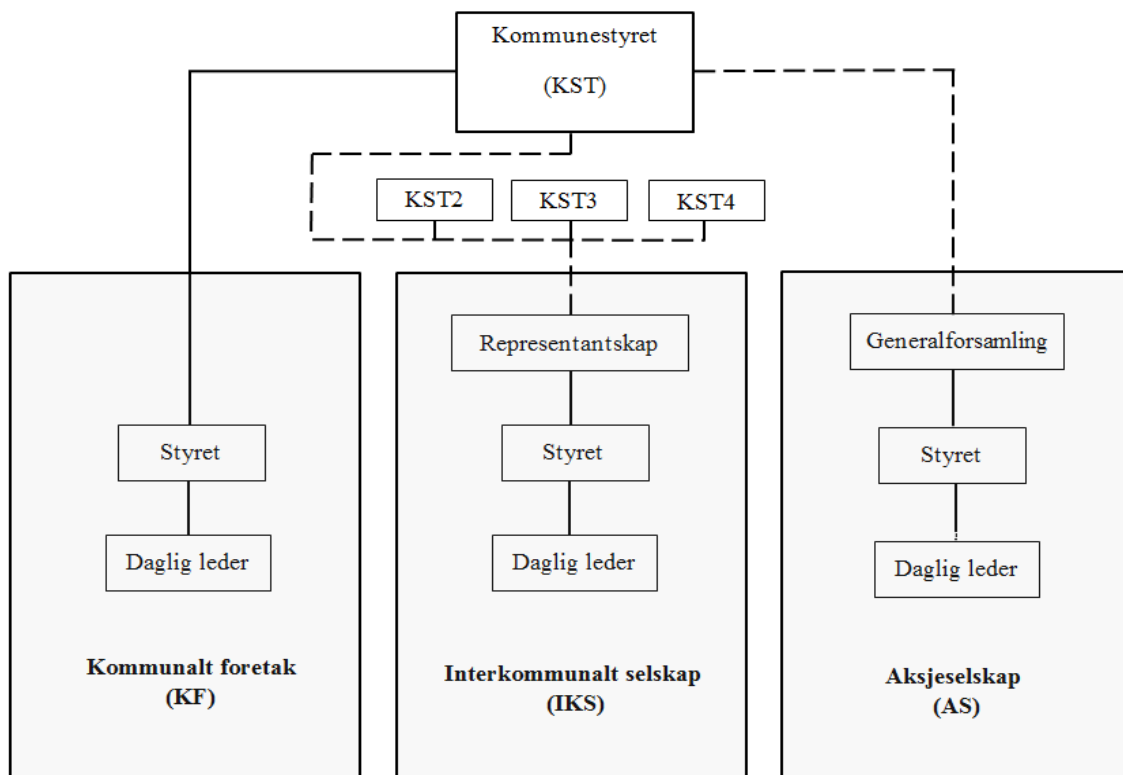 Kommunestyret
(KST)
KST2
KST3
KST4
Representantskap
Generalforsamling
Styret
Styret
Styret
Daglig leder
Daglig leder
Daglig leder
Kommunalt foretak
(KF)
Interkommunalt selskap
(IKS)
Aksjeselskap
(AS)